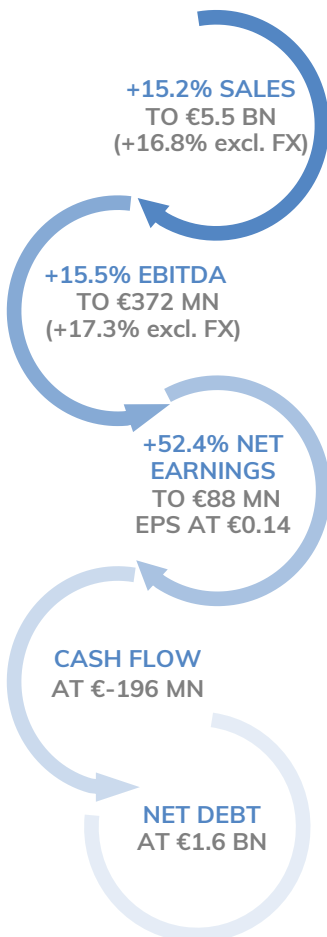 +15.2% SALES
TO €5.5 BN
(+16.8% excl. FX)
+15.5% EBITDA
TO €372 MN
(+17.3% excl. FX)
+52.4% NET
EARNINGS
TO €88 MN
EPS AT €0.14
CASH FLOW
AT €-196 MN
NET DEBT
AT €1.6 BN